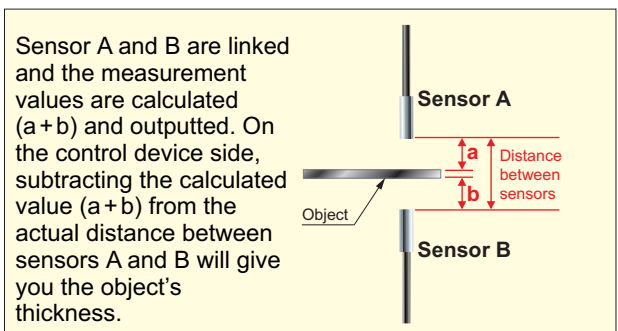 Sensor A and B are linked
and the measurement
values are calculated
(a+b) and outputted. On
the control device side,
subtracting the calculated
value (a+b) from the
actual distance between
sensors A and B will give
you the object's
thickness.
Sensor A
a
Distance
between
sensors
b
Object
Sensor B